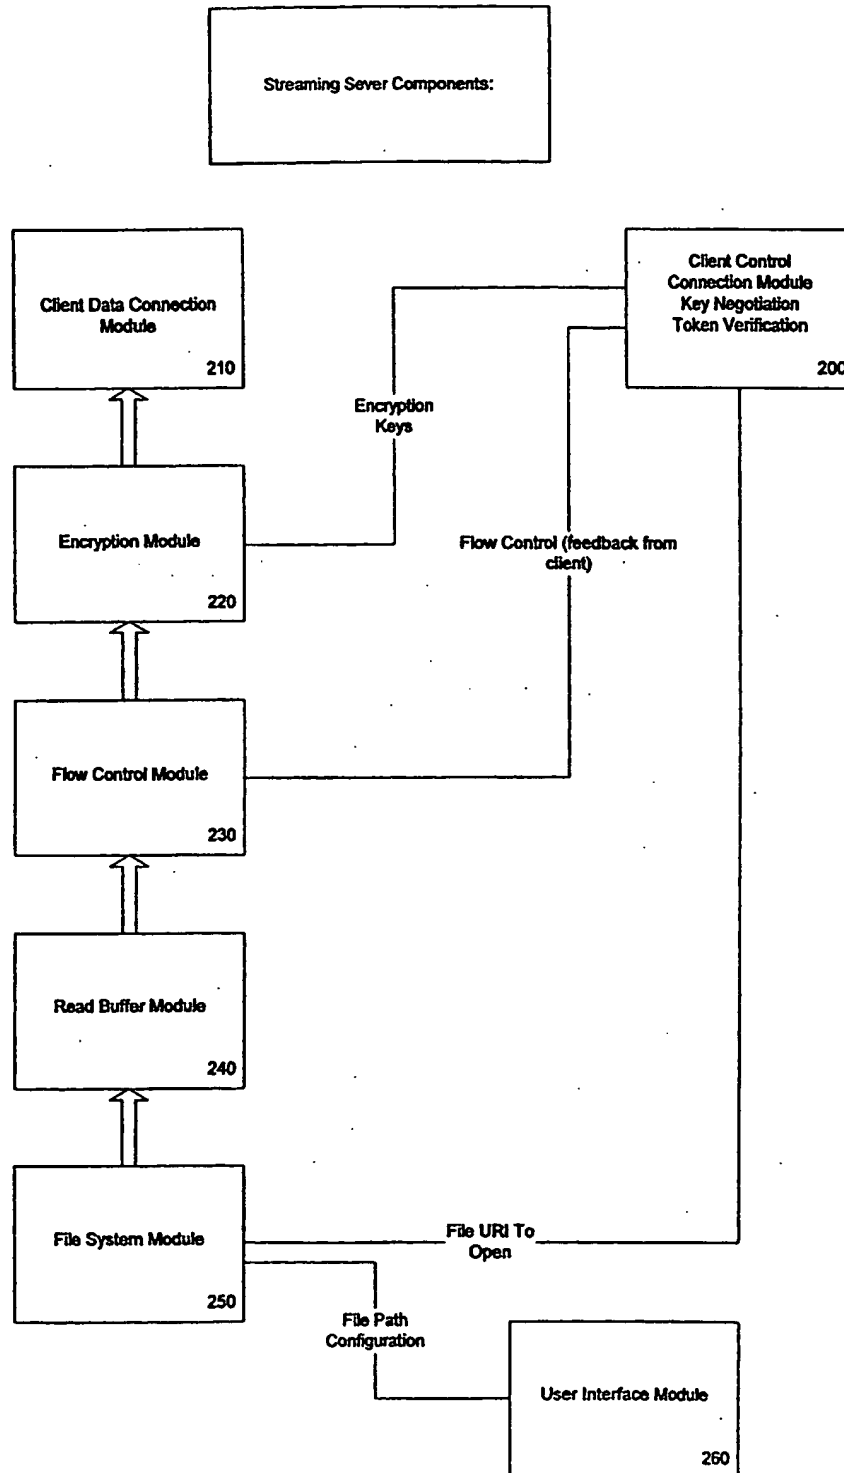 Streaming Sever Components:
Client Data Connection
Module
210
Client Control
Connection Module
Key Negotiation
Token Verification
200
Encryption
Keys
Encryption Module
220
Flow Control (feedback from
client)
Flow Control Module
230
Read Buffer Module
240
File System Module
250
File URI To
Open
File Path
Configuration
User Interface Module
260